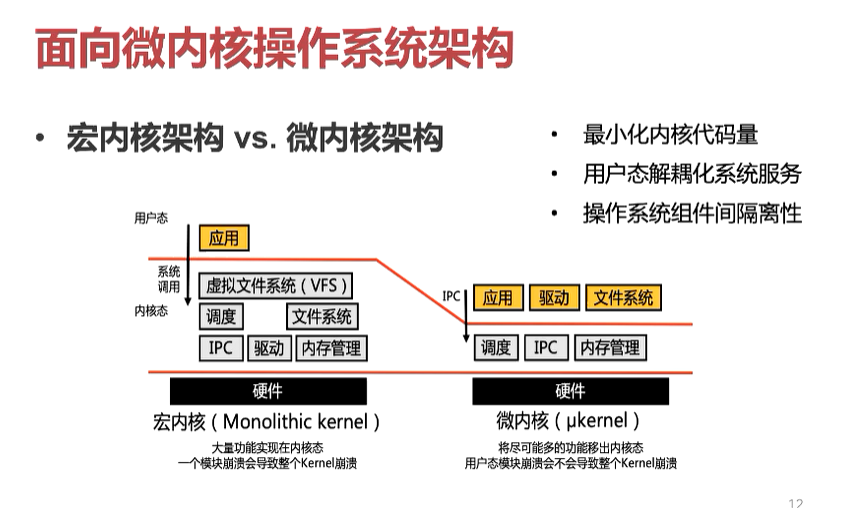 面向微内核操作系统架构
• 宏内核架构 vs. 微内核架构
• 最小化内核代码量
• 用户态解耦化系统服务
• 操作系统组件间隔离性
用户态
应用
系统
调用
内核态
虚拟文件系统（VFS）
调度 文件系统
IPC 驱动 内存管理
硬件
宏内核（Monolithic kernel）
大量功能实现在内核态
一个模块崩溃会导致整个Kernel崩溃
IPC
应用 驱动 文件系统
调度 IPC 内存管理
硬件
微内核（μkernel）
将尽可能多的功能移出内核态
用户态模块崩溃会不会导致整个Kernel崩溃
12